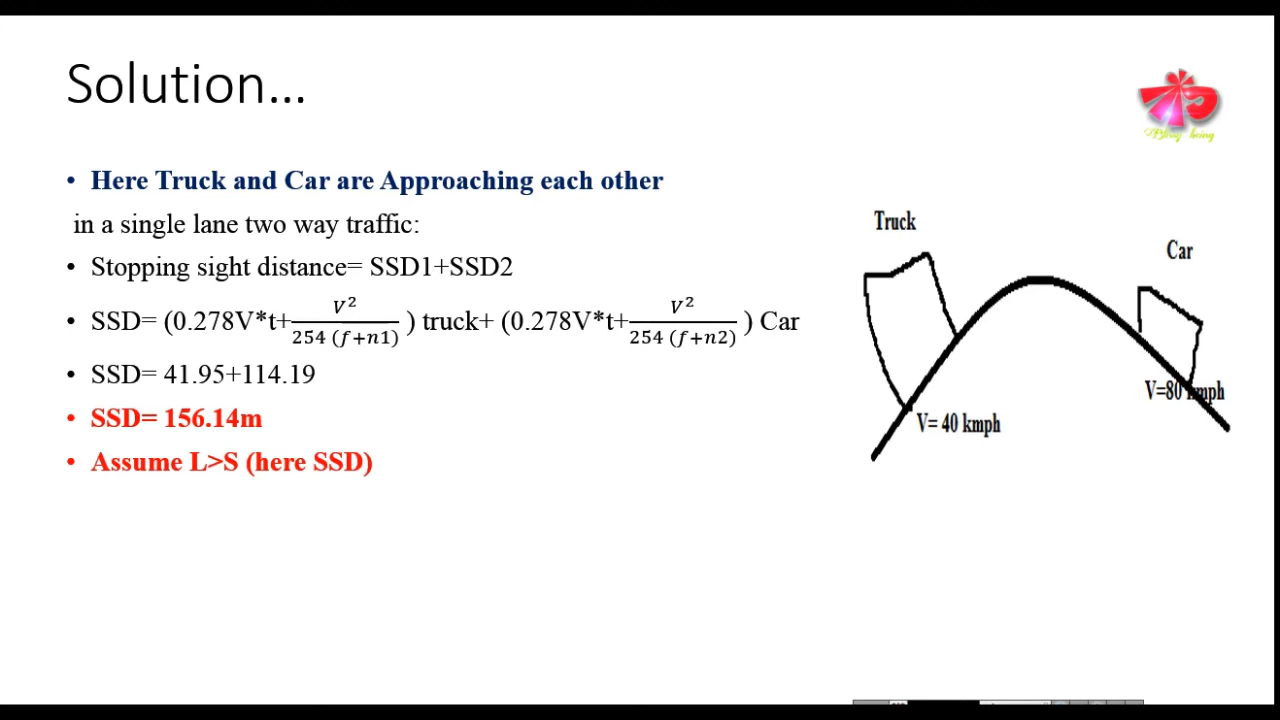 Solution...
• Here Truck and Car are Approaching each other
in a single lane two way traffic:
• Stopping sight distance= SSD1+SSD2
• SSD= (0.278V*t+ V² / 254 (f+n1) ) truck+ (0.278V*t+ V² / 254 (f+n2) ) Car
• SSD= 41.95+114.19
• SSD= 156.14m
• Assume L>S (here SSD)
Truck
Car
V=80 kmph
V= 40 kmph